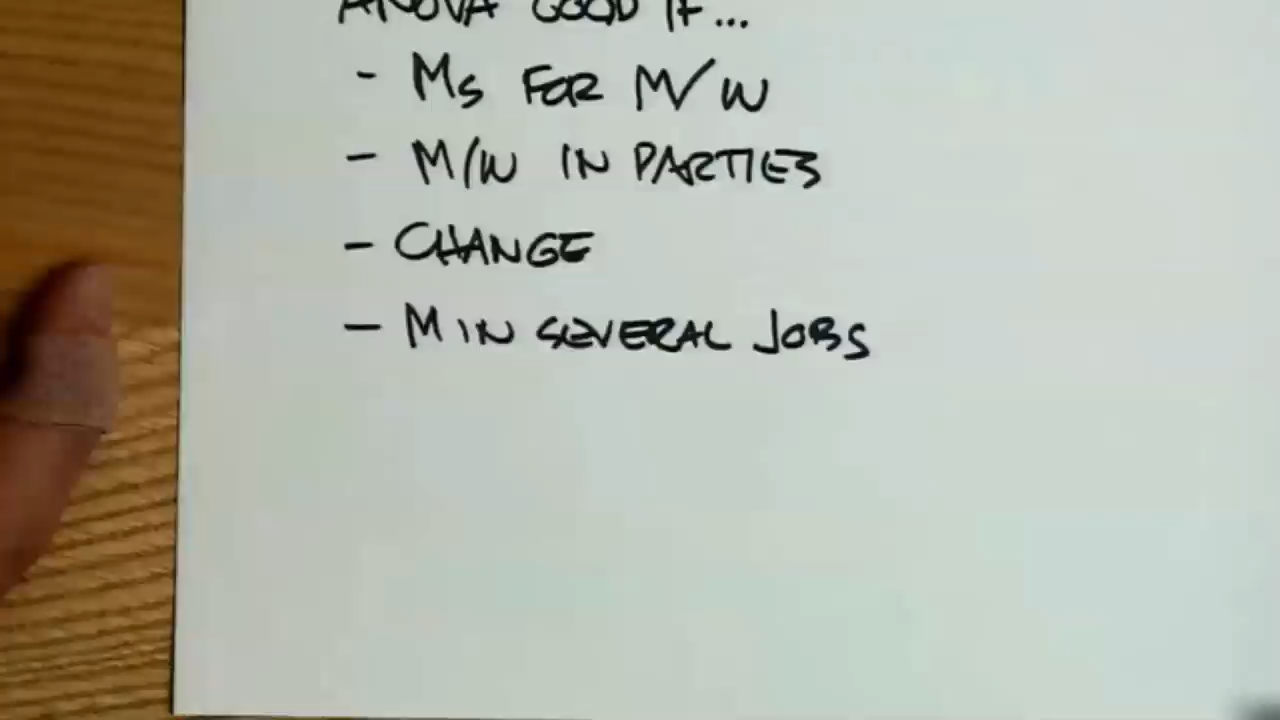 ANOVA GOOD IF...
- Ms FOR M/W
- M/W IN PARTIES
- CHANGE
- M IN SEVERAL JOBS